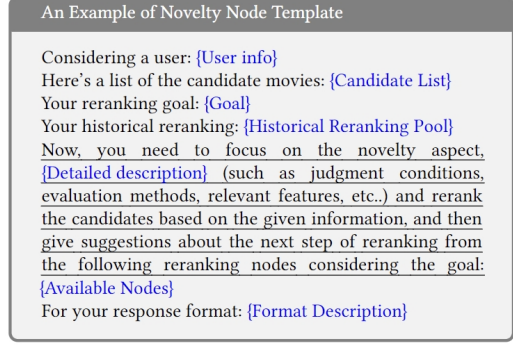 An Example of Novelty Node Template
Considering a user: {User info}
Here's a list of the candidate movies: {Candidate List}
Your reranking goal: {Goal}
Your historical reranking: {Historical Reranking Pool}
Now, you need to focus on the novelty aspect,
{Detailed description} (such as judgment conditions,
evaluation methods, relevant features, etc..) and rerank
the candidates based on the given information, and then
give suggestions about the next step of reranking from
the following reranking nodes considering the goal:
{Available Nodes}
For your response format: {Format Description}